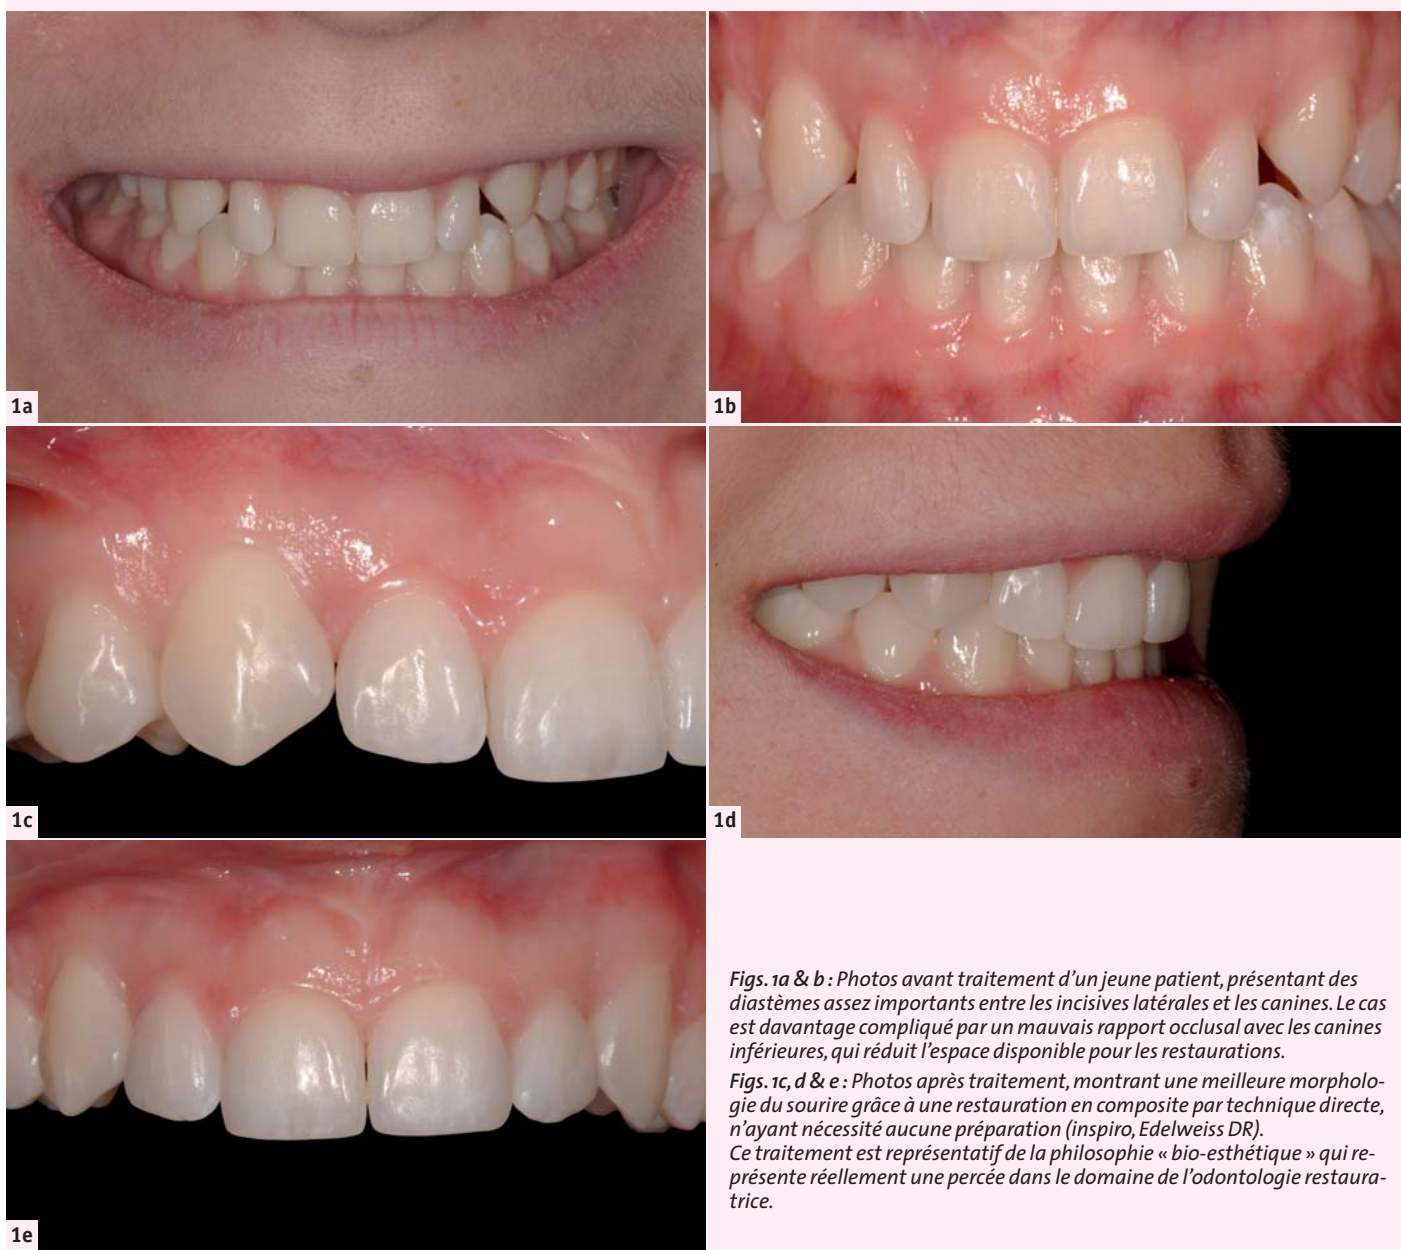 1a
1b
1c
1d
1e
Figs. 1a & b : Photos avant traitement d’un jeune patient, présentant des
diastèmes assez importants entre les incisives latérales et les canines. Le cas
est davantage compliqué par un mauvais rapport occlusal avec les canines
inférieures, qui réduit l’espace disponible pour les restaurations.
Figs. 1c, d & e : Photos après traitement, montrant une meilleure morpholo-
gie du sourire grâce à une restauration en composite par technique directe,
n’ayant nécessité aucune préparation (inspiro, Edelweiss DR).
Ce traitement est représentatif de la philosophie « bio-esthétique » qui re-
présente réellement une percée dans le domaine de l’odontologie restaura-
trice.